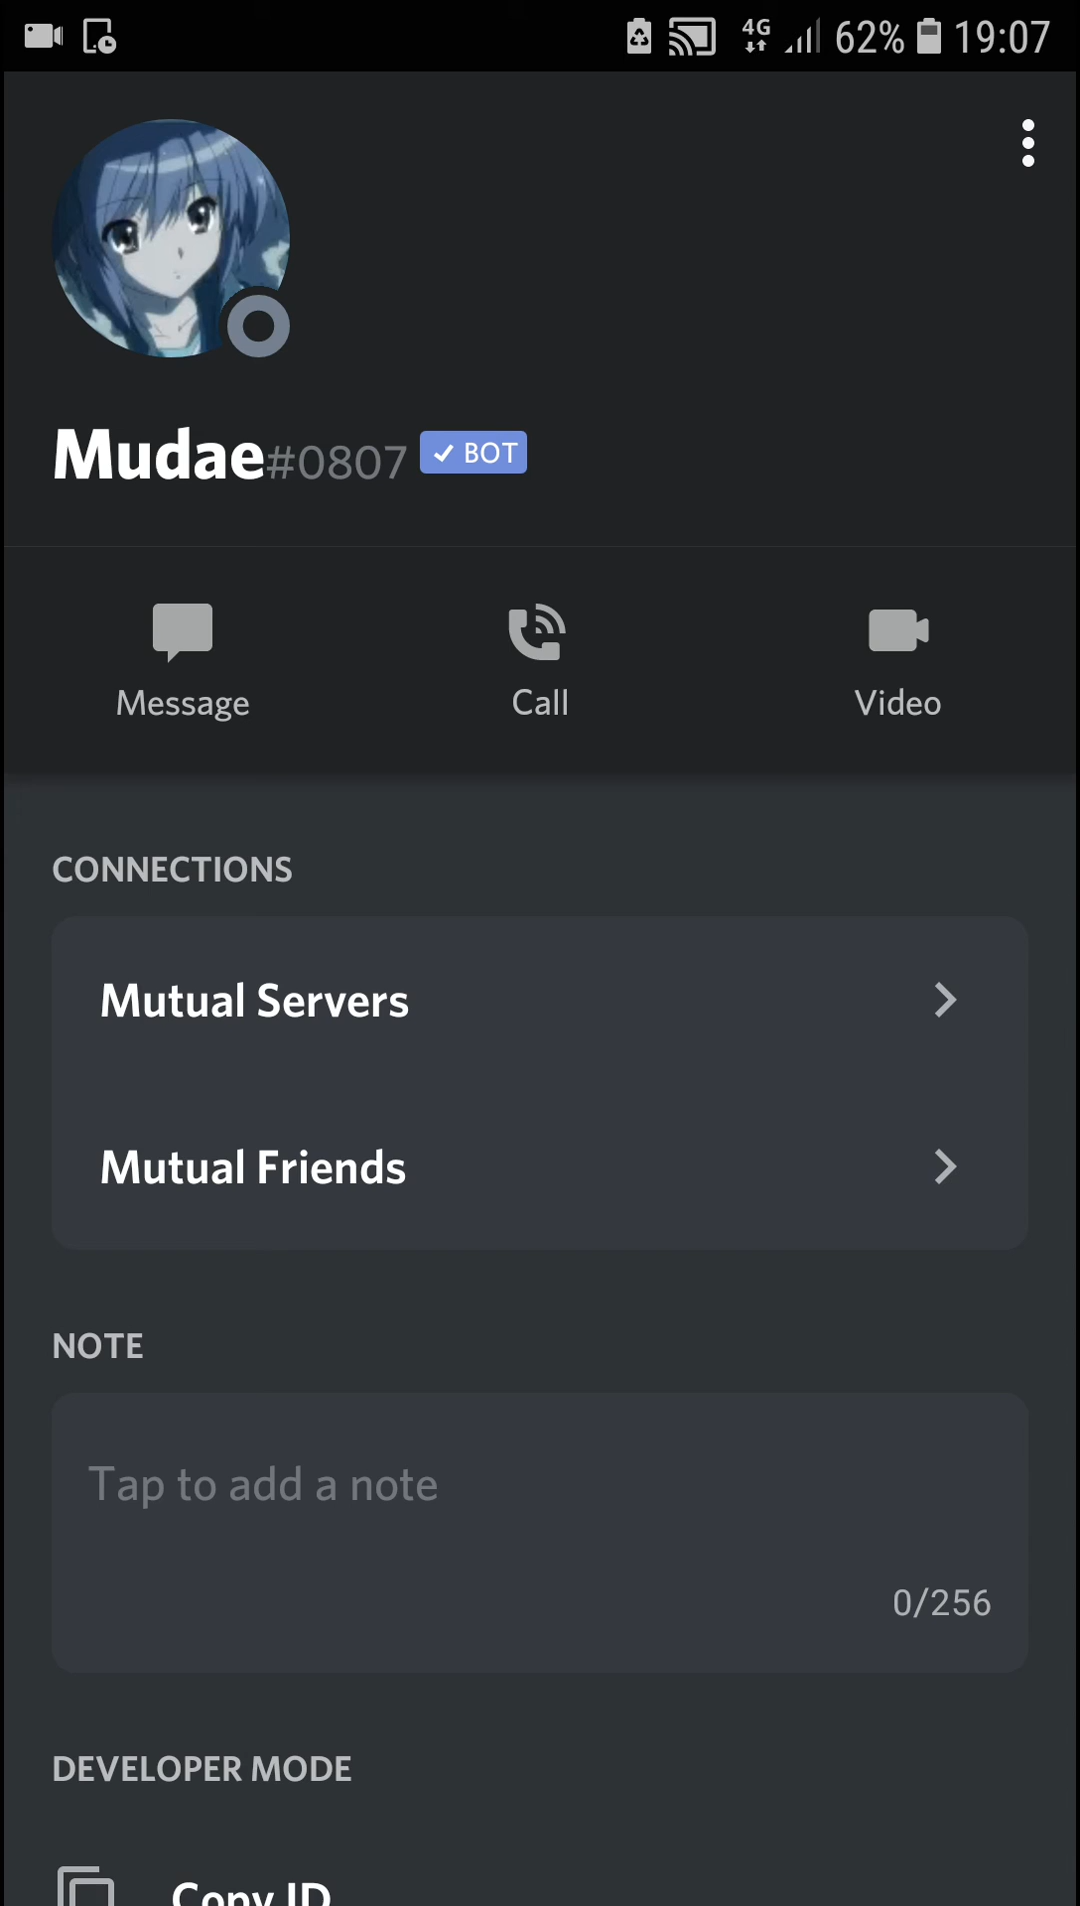 4G 62% 19:07
Mudae#0807 BOT
Message Call Video
CONNECTIONS
Mutual Servers
Mutual Friends
NOTE
Tap to add a note
0/256
DEVELOPER MODE
Copy ID